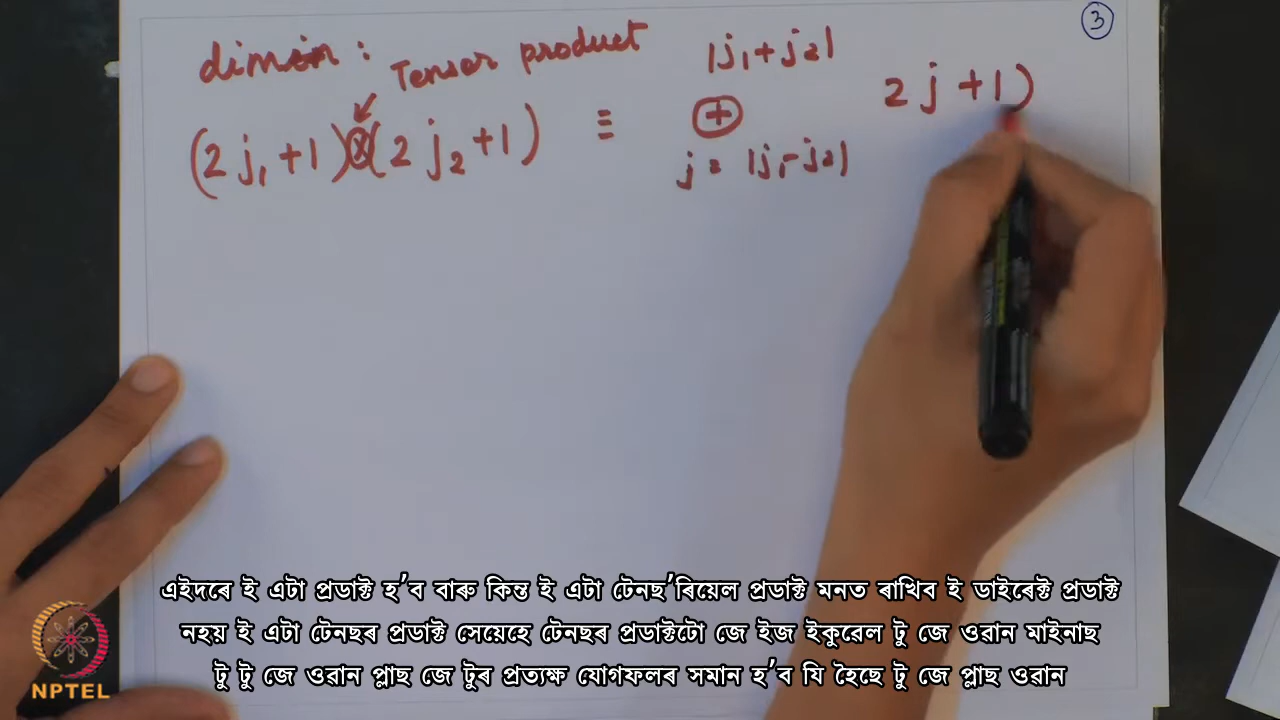 3
dimen :
Tensor product
|j₁+j₂|
(2j₁+1)⊗(2j₂+1) ≡ ⊕ 2j+1)
j = |j₁-j₂|
এইদৰে ই এটা প্ৰডাক্ট হ’ব বাৰু কিন্তু ই এটা টেনছ’ৰিয়েল প্ৰডাক্ট মনত ৰাখিব ই ডাইৰেক্ট প্ৰডাক্ট
নহয় ই এটা টেনছৰ প্ৰডাক্ট সেয়েহে টেনছৰ প্ৰডাক্টটো জে ইজ ইকুৱেল টু জে ওৱান মাইনাছ
টু টু জে ওৱান প্লাছ জে টুৰ প্ৰত্যক্ষ যোগফলৰ সমান হ’ব যি হৈছে টু জে প্লাছ ওৱান
NPTEL